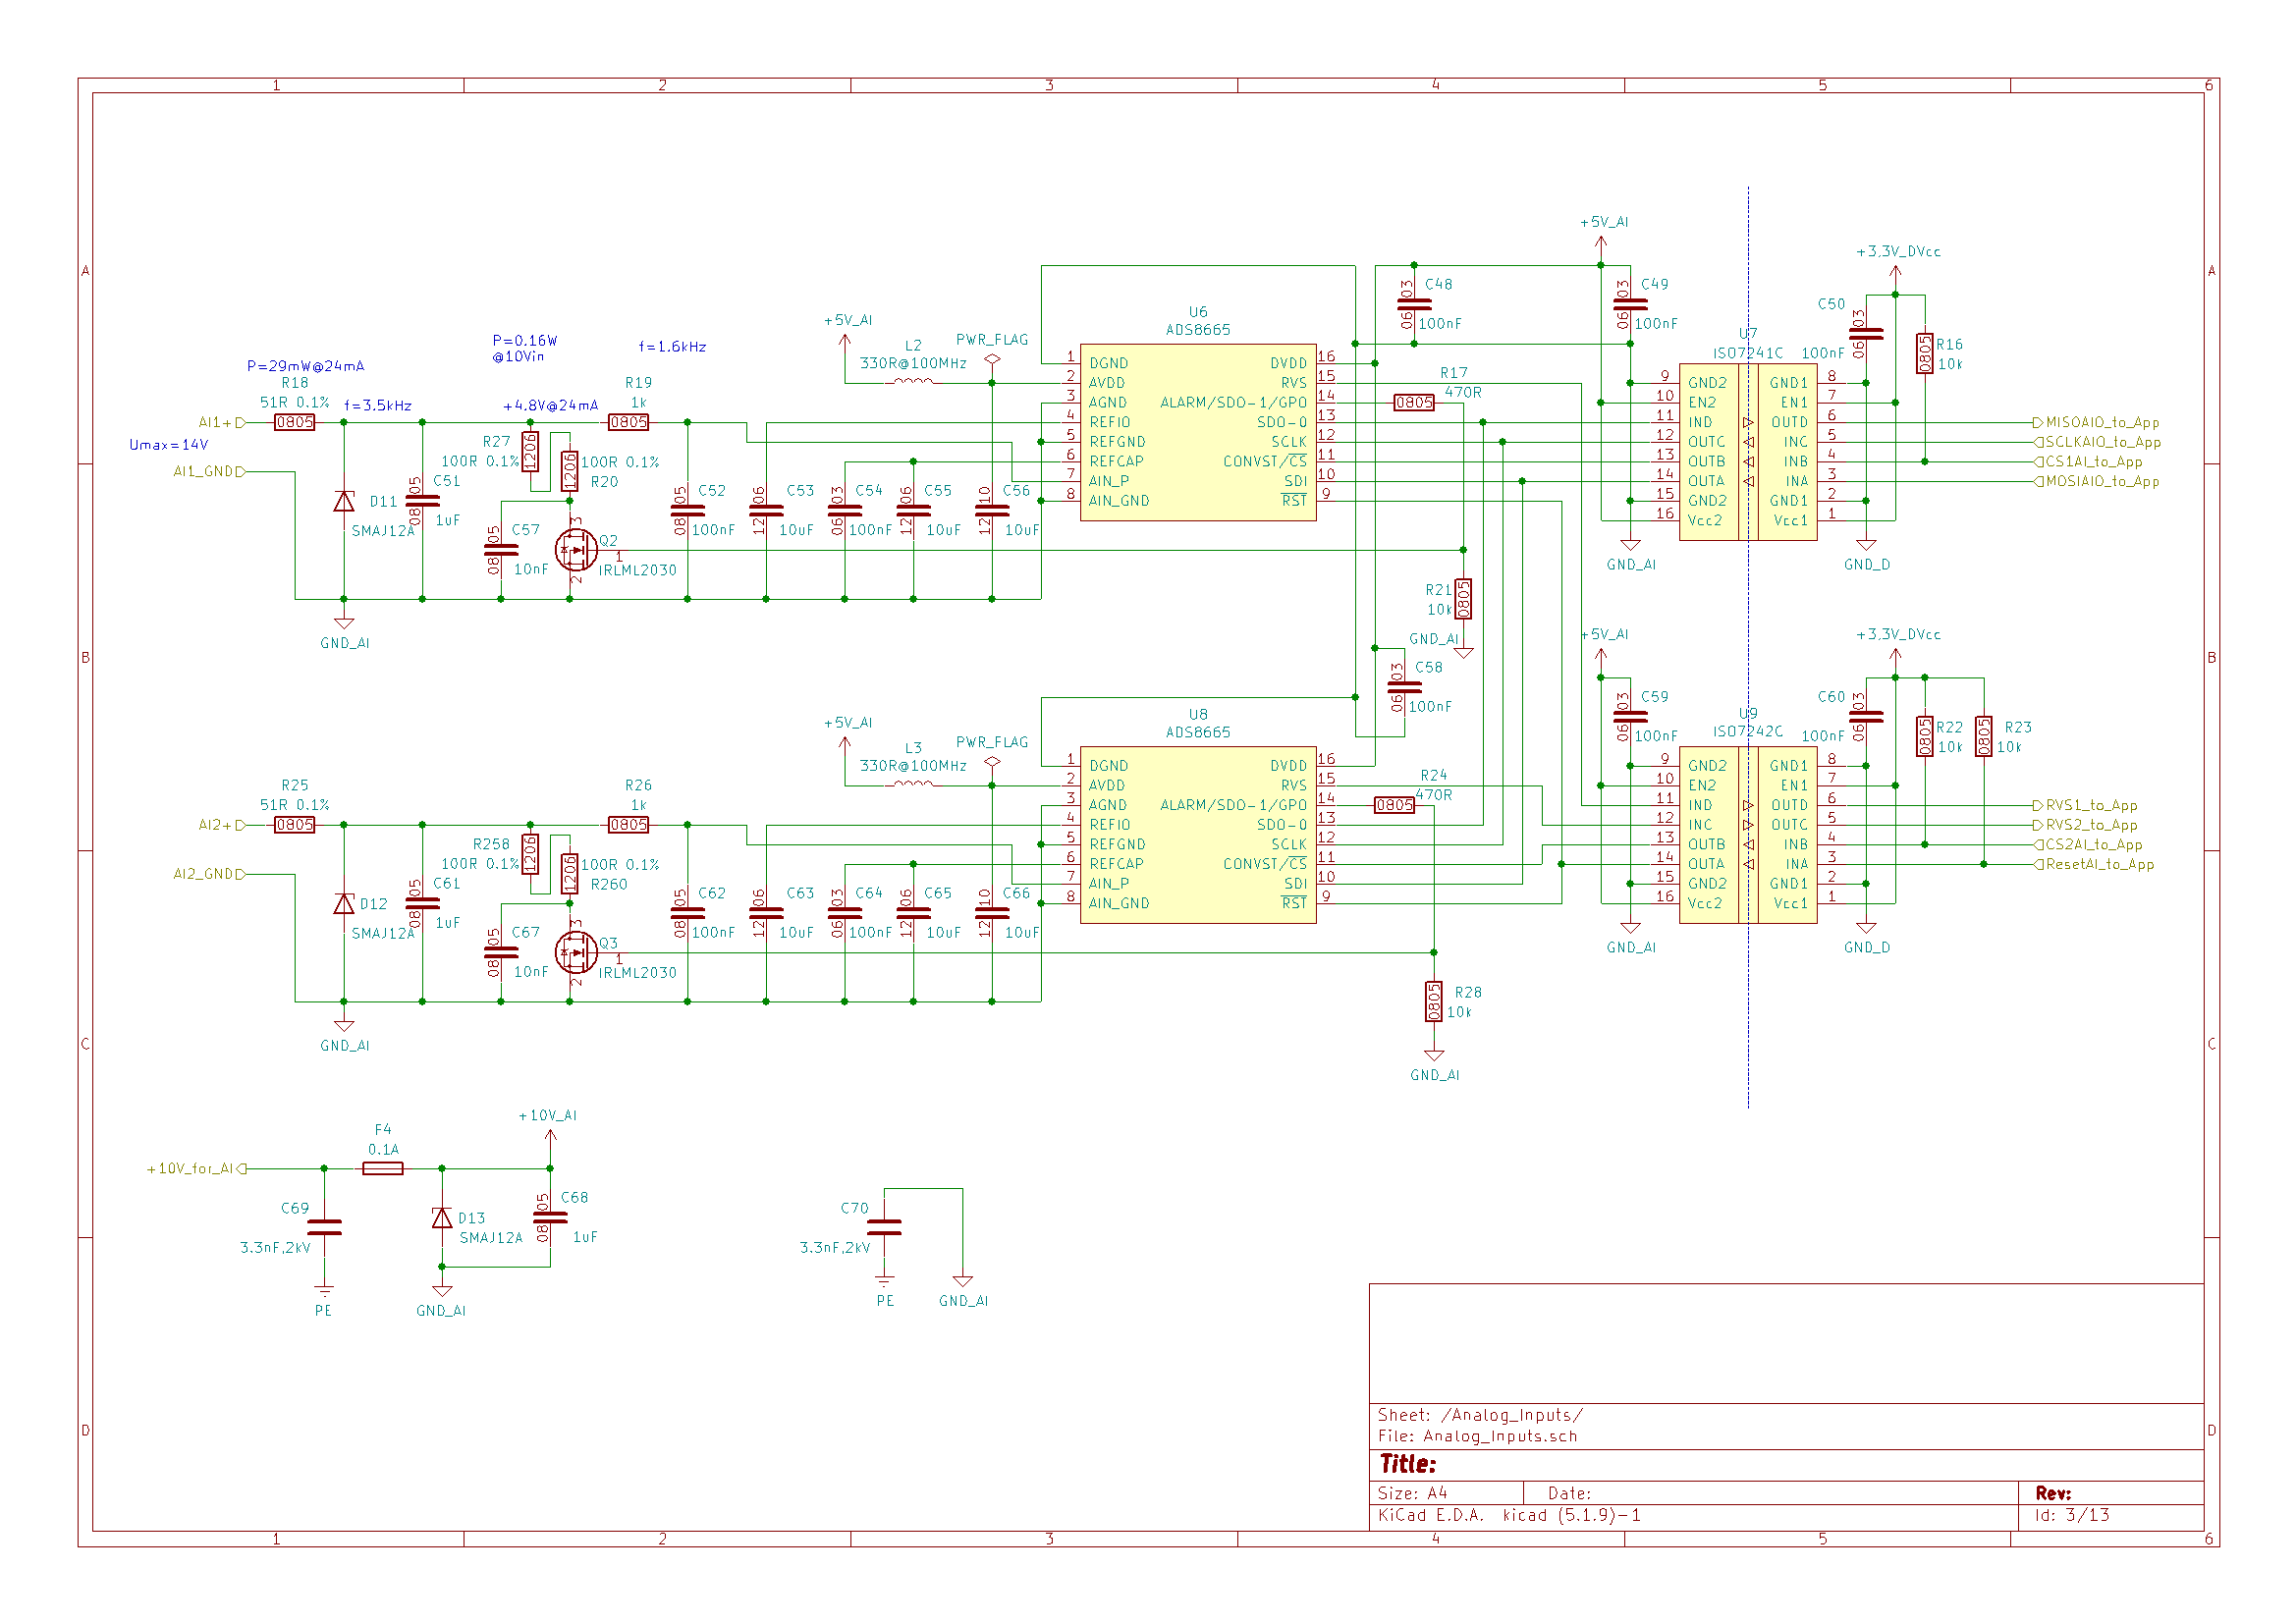 1 2 3 4 5 6
A A
B B
C C
D D
1 2 3 4 5 6
P=29mW@24mA
R18
51R 0.1%
0805
AI1+
Umax=14V
AI1_GND
f=3.5kHz
D11
SMAJ12A
C51
0805
1uF
P=0.16W
@10Vin
+4.8V@24mA
R27
100R 0.1%
1206
1206
100R 0.1%
R20
C57
0805
10nF
Q2
IRLML2030
3
1
2
f=1.6kHz
R19
1k
0805
C52
0805
100nF
C53
1206
10uF
C54
0603
100nF
C55
1206
10uF
C56
1210
10uF
GND_AI
+5V_AI
L2
330R@100MHz
PWR_FLAG
U6
ADS8665
1 DGND
2 AVDD
3 AGND
4 REFIO
5 REFGND
6 REFCAP
7 AIN_P
8 AIN_GND
DVDD 16
RVS 15
ALARM/SDO-1/GPO 14
SDO-0 13
SCLK 12
CONVST/CS 11
SDI 10
RST 9
R17
470R
0805
R21
10k
0805
GND_AI
C48
0603
100nF
+5V_AI
C49
0603
100nF
U7
ISO7241C
9 GND2
10 EN2
11 IND
12 OUTC
13 OUTB
14 OUTA
15 GND2
16 Vcc2
GND1 8
EN1 7
OUTD 6
INC 5
INB 4
INA 3
GND1 2
Vcc1 1
GND_AI
+3,3V_DVcc
C50
0603
100nF
R16
0805
10k
GND_D
MISOAIO_to_App
SCLKAIO_to_App
CS1AI_to_App
MOSIAIO_to_App
R25
51R 0.1%
0805
AI2+
AI2_GND
D12
SMAJ12A
C61
0805
1uF
R258
100R 0.1%
1206
1206
100R 0.1%
R260
C67
0805
10nF
Q3
IRLML2030
3
1
2
R26
1k
0805
C62
0805
100nF
C63
1206
10uF
C64
0603
100nF
C65
1206
10uF
C66
1210
10uF
GND_AI
+5V_AI
L3
330R@100MHz
PWR_FLAG
U8
ADS8665
1 DGND
2 AVDD
3 AGND
4 REFIO
5 REFGND
6 REFCAP
7 AIN_P
8 AIN_GND
DVDD 16
RVS 15
ALARM/SDO-1/GPO 14
SDO-0 13
SCLK 12
CONVST/CS 11
SDI 10
RST 9
C58
0603
100nF
R24
470R
0805
R28
10k
0805
GND_AI
+5V_AI
C59
0603
100nF
U9
ISO7242C
9 GND2
10 EN2
11 IND
12 INC
13 OUTB
14 OUTA
15 GND2
16 Vcc2
GND1 8
EN1 7
OUTD 6
OUTC 5
INB 4
INA 3
GND1 2
Vcc1 1
GND_AI
+3,3V_DVcc
C60
0603
100nF
R22
0805
10k
R23
0805
10k
GND_D
RVS1_to_App
RVS2_to_App
CS2AI_to_App
ResetAI_to_App
+10V_for_AI
F4
0.1A
+10V_AI
C69
3.3nF,2kV
PE
D13
SMAJ12A
C68
0805
1uF
GND_AI
C70
3.3nF,2kV
PE
GND_AI
Sheet: /Analog_Inputs/
File: Analog_Inputs.sch
Title:
Size: A4 Date: Rev:
KiCad E.D.A. kicad (5.1.9)-1 Id: 3/13